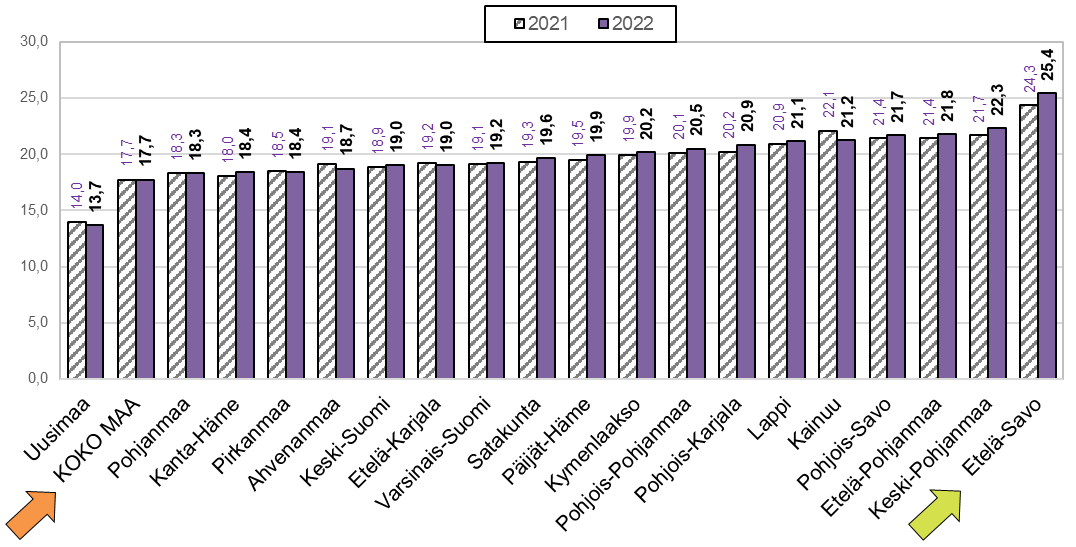 2021 2022
30,0
25,0
20,0
15,0
10,0
5,0
0,0
14,0 13,7
17,7 17,7
18,3 18,3
18,0 18,4
18,5 18,4
19,1 18,7
18,9 19,0
19,2 19,0
19,1 19,2
19,3 19,6
19,5 19,9
19,9 20,2
20,1 20,5
20,2 20,9
20,9 21,1
22,1 21,2
21,4 21,7
21,4 21,8
21,7 22,3
24,3 25,4
Uusimaa
KOKO MAA
Pohjanmaa
Kanta-Häme
Pirkanmaa
Ahvenanmaa
Keski-Suomi
Etelä-Karjala
Varsinais-Suomi
Satakunta
Päijät-Häme
Kymenlaakso
Pohjois-Pohjanmaa
Pohjois-Karjala
Lappi
Kainuu
Pohjois-Savo
Etelä-Pohjanmaa
Keski-Pohjanmaa
Etelä-Savo